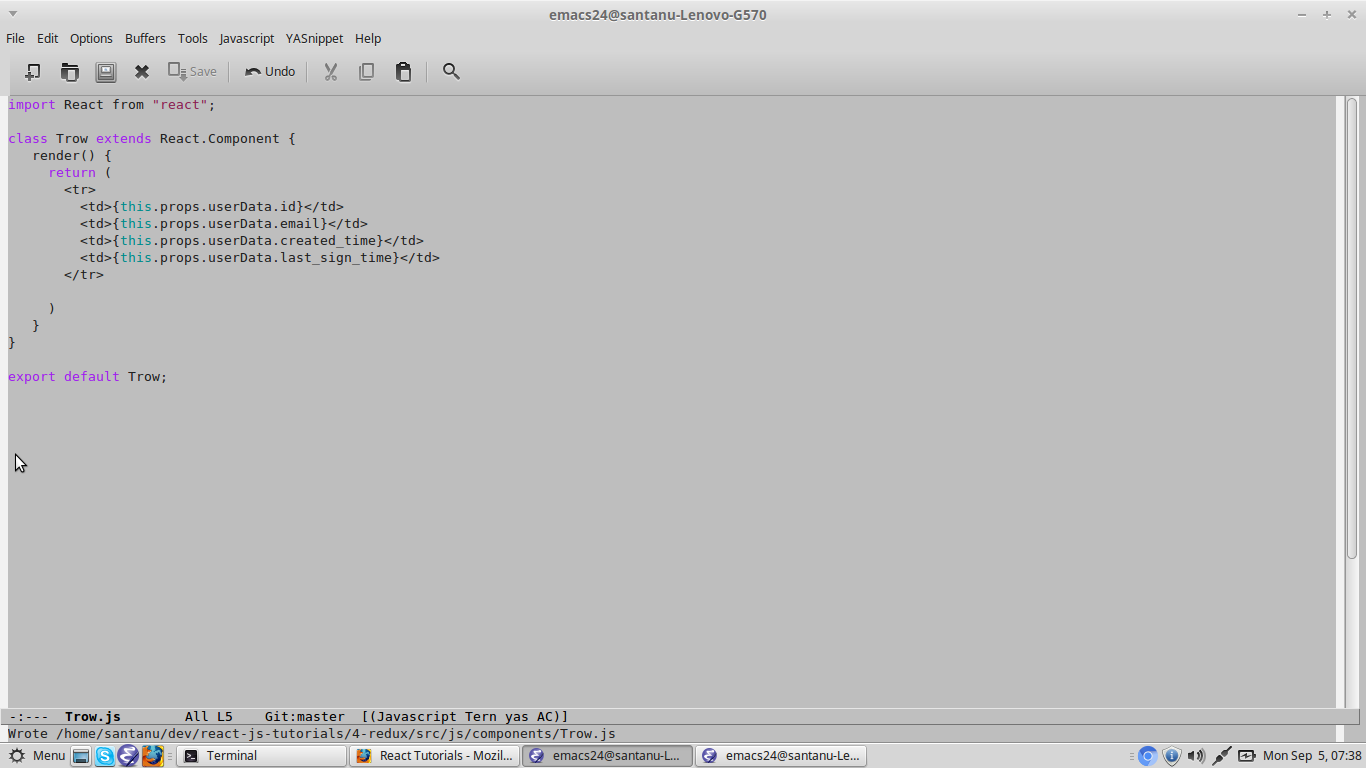 emacs24@santanu-Lenovo-G570
File Edit Options Buffers Tools Javascript YASnippet Help
Save Undo
import React from "react";
class Trow extends React.Component {
render() {
return (
<tr>
<td>{this.props.userData.id}</td>
<td>{this.props.userData.email}</td>
<td>{this.props.userData.created_time}</td>
<td>{this.props.userData.last_sign_time}</td>
</tr>
)
}
}
export default Trow;
-:--- Trow.js All L5 Git:master [(Javascript Tern yas AC)]
Wrote /home/santanu/dev/react-js-tutorials/4-redux/src/js/components/Trow.js
Menu Terminal React Tutorials - Mozil... emacs24@santanu-L... emacs24@santanu-Le... Mon Sep 5, 07:38